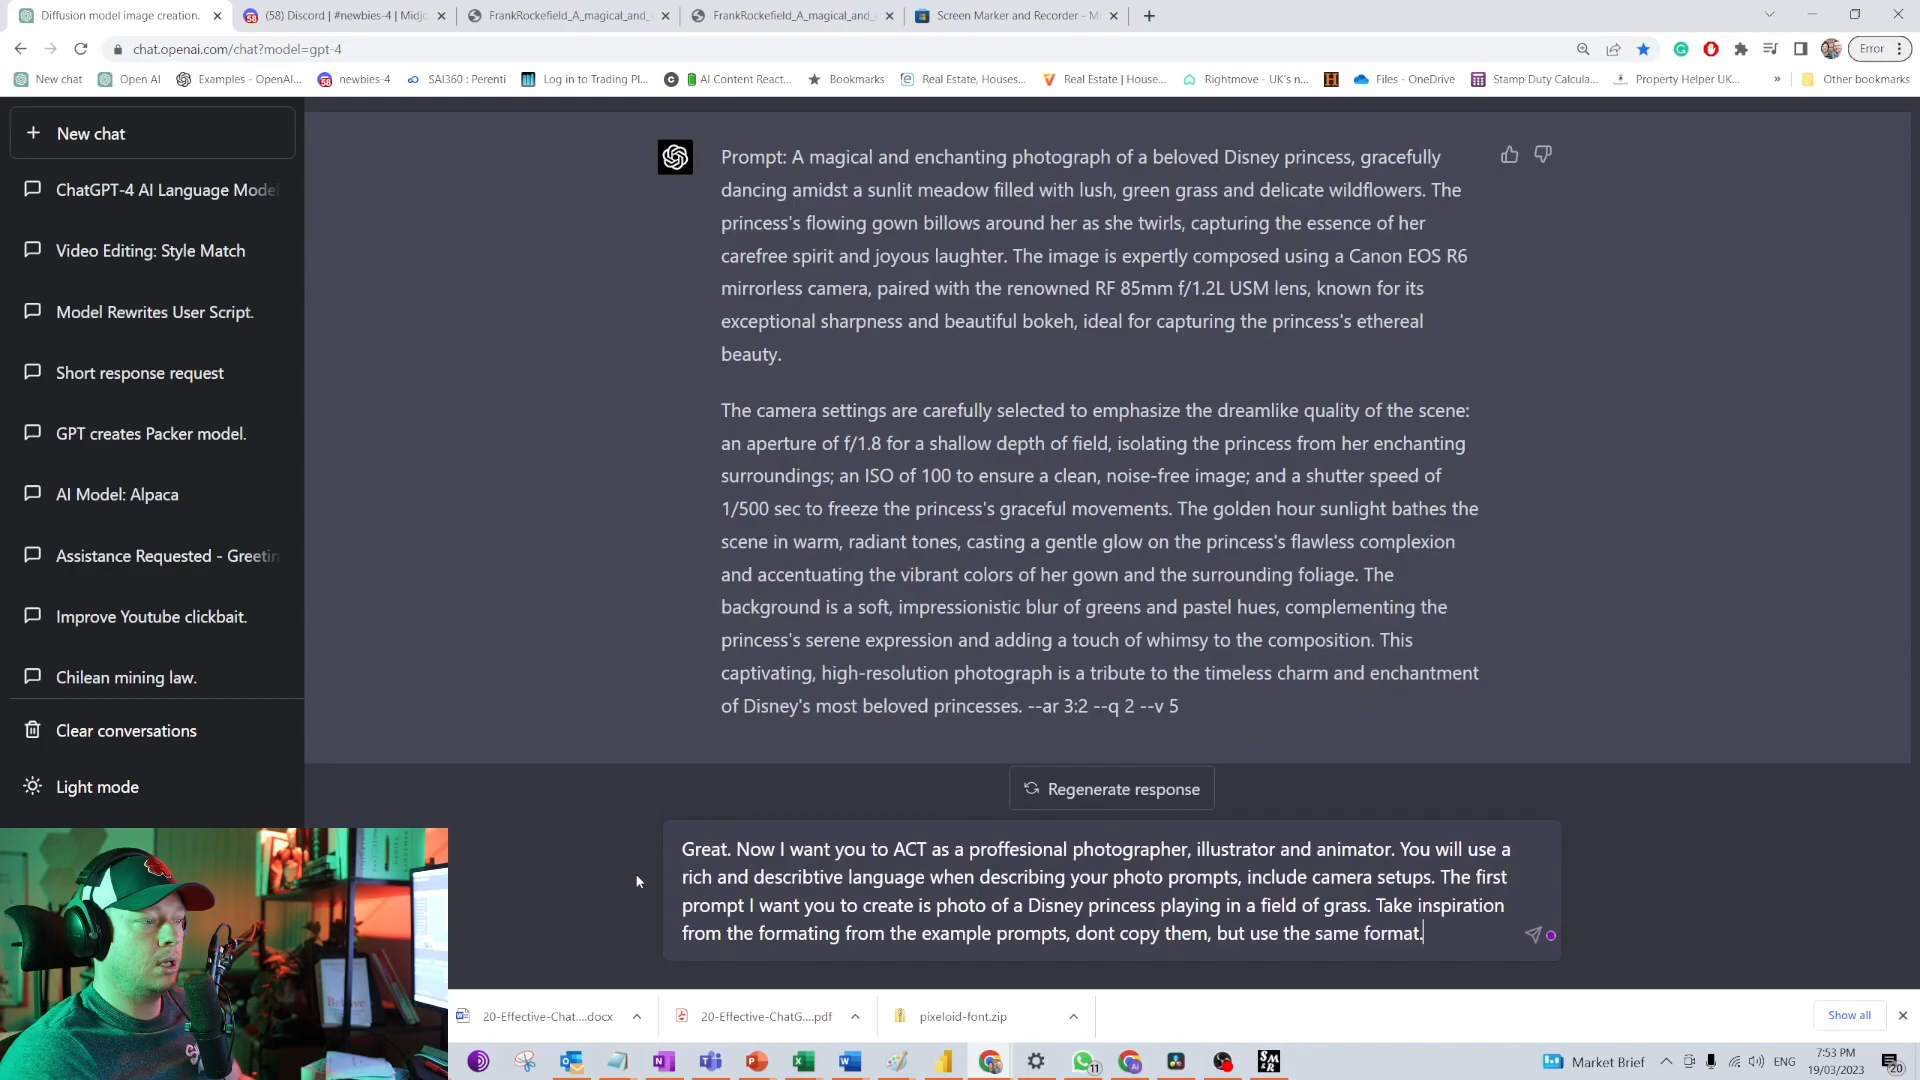 Diffusion model image creation.
(58) Discord | #newbies-4 | Midjo
FrankRockefield_A_magical_and_
FrankRockefield_A_magical_and_
Screen Marker and Recorder - Mi
chat.openai.com/chat?model=gpt-4
Error
New chat
Open AI
Examples - OpenAI...
newbies-4
SAI360 : Perenti
Log in to Trading Pl...
AI Content React...
Bookmarks
Real Estate, Houses...
Real Estate | House...
Rightmove - UK's n...
Files - OneDrive
Stamp Duty Calcula...
Property Helper UK...
»
Other bookmarks
New chat
ChatGPT-4 AI Language Mode
Video Editing: Style Match
Model Rewrites User Script.
Short response request
GPT creates Packer model.
AI Model: Alpaca
Assistance Requested - Greetin
Improve Youtube clickbait.
Chilean mining law.
Clear conversations
Light mode
Prompt: A magical and enchanting photograph of a beloved Disney princess, gracefully
dancing amidst a sunlit meadow filled with lush, green grass and delicate wildflowers. The
princess's flowing gown billows around her as she twirls, capturing the essence of her
carefree spirit and joyous laughter. The image is expertly composed using a Canon EOS R6
mirrorless camera, paired with the renowned RF 85mm f/1.2L USM lens, known for its
exceptional sharpness and beautiful bokeh, ideal for capturing the princess's ethereal
beauty.
The camera settings are carefully selected to emphasize the dreamlike quality of the scene:
an aperture of f/1.8 for a shallow depth of field, isolating the princess from her enchanting
surroundings; an ISO of 100 to ensure a clean, noise-free image; and a shutter speed of
1/500 sec to freeze the princess's graceful movements. The golden hour sunlight bathes the
scene in warm, radiant tones, casting a gentle glow on the princess's flawless complexion
and accentuating the vibrant colors of her gown and the surrounding foliage. The
background is a soft, impressionistic blur of greens and pastel hues, complementing the
princess's serene expression and adding a touch of whimsy to the composition. This
captivating, high-resolution photograph is a tribute to the timeless charm and enchantment
of Disney's most beloved princesses. --ar 3:2 --q 2 --v 5
Regenerate response
Great. Now I want you to ACT as a proffesional photographer, illustrator and animator. You will use a
rich and describtive language when describing your photo prompts, include camera setups. The first
prompt I want you to create is photo of a Disney princess playing in a field of grass. Take inspiration
from the formating from the example prompts, dont copy them, but use the same format.
20-Effective-Chat....docx
20-Effective-ChatG....pdf
pixeloid-font.zip
Show all
11
Market Brief
ENG
7:53 PM
19/03/2023
20